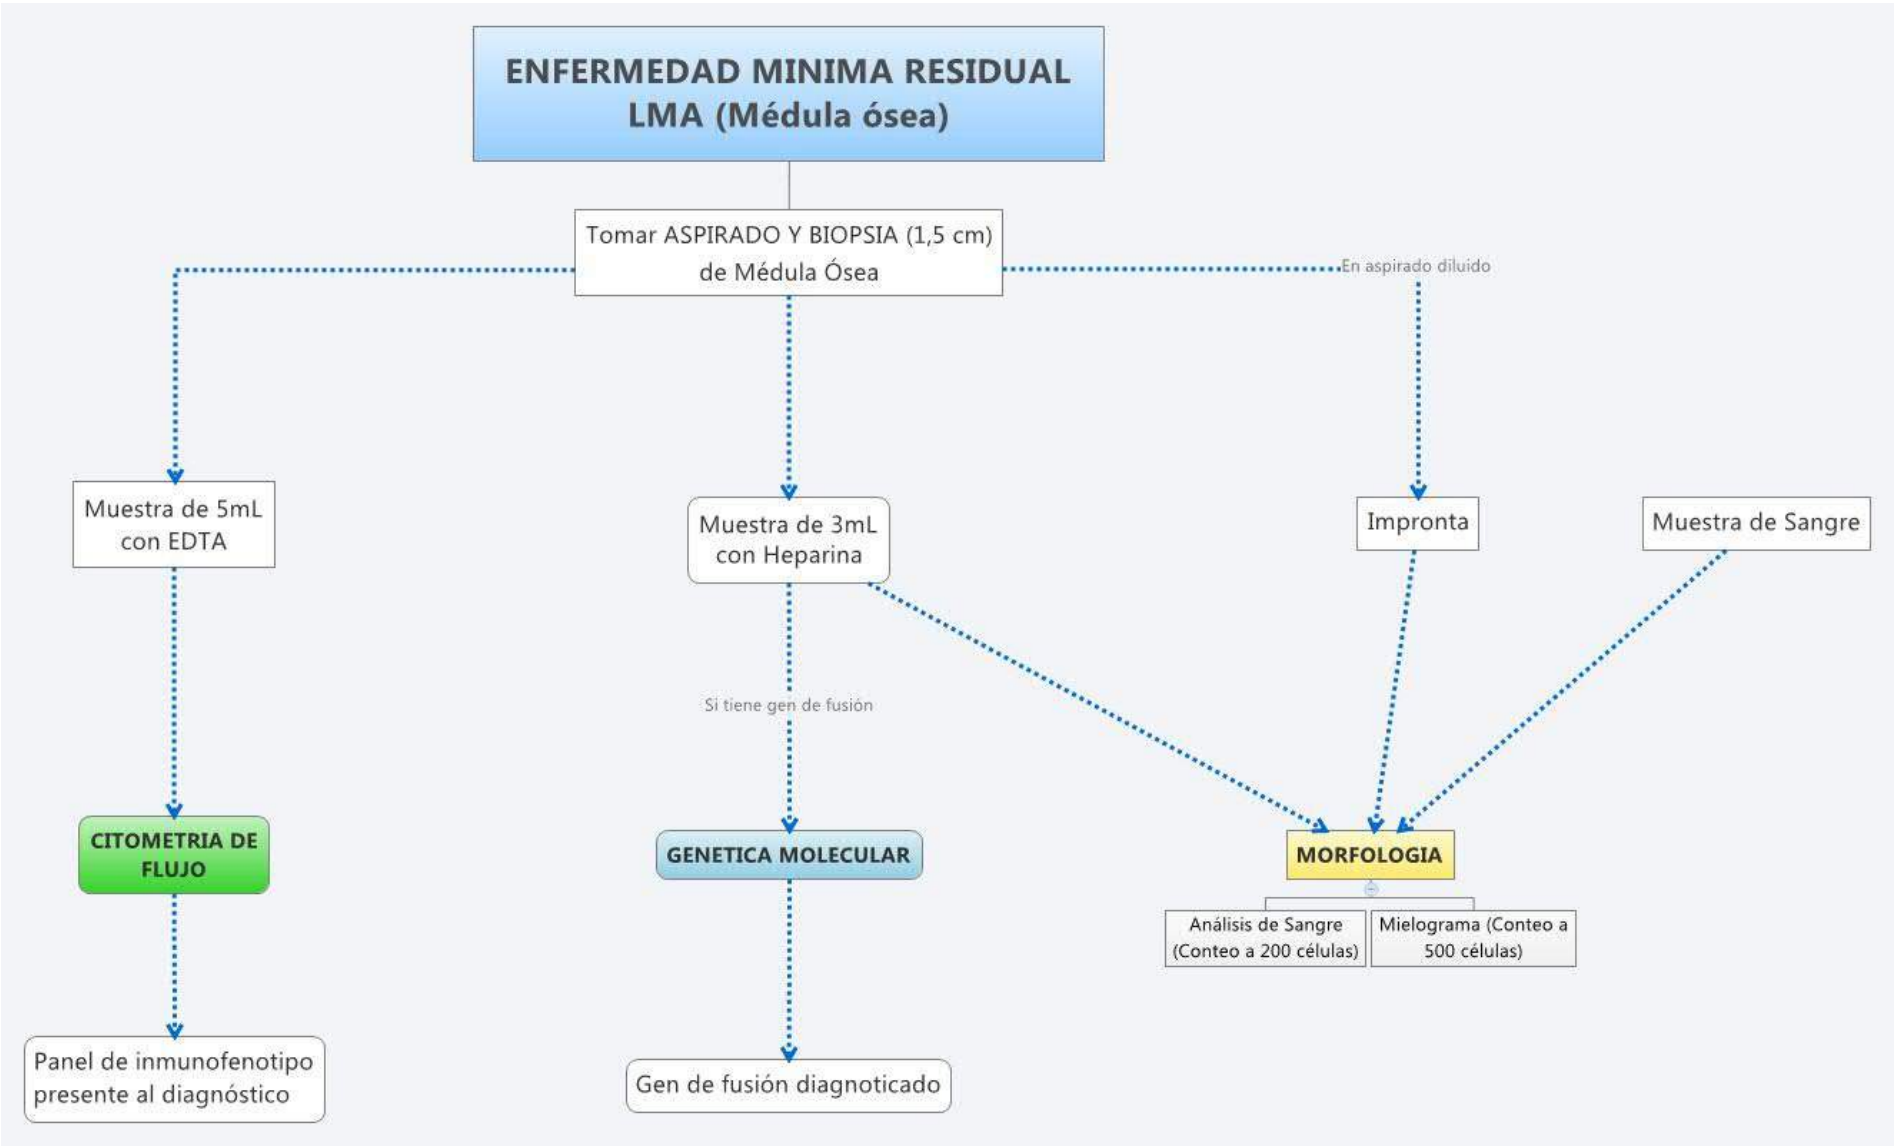 ENFERMEDAD MINIMA RESIDUAL
LMA (Médula ósea)
Tomar ASPIRADO Y BIOPSIA (1,5 cm)
de Médula Ósea
En aspirado diluido
Muestra de 5mL
con EDTA
Muestra de 3mL
con Heparina
Impronta
Muestra de Sangre
Si tiene gen de fusión
CITOMETRIA DE
FLUJO
GENETICA MOLECULAR
MORFOLOGIA
Análisis de Sangre
(Conteo a 200 células)
Mielograma (Conteo a
500 células)
Panel de inmunofenotipo
presente al diagnóstico
Gen de fusión diagnoticado